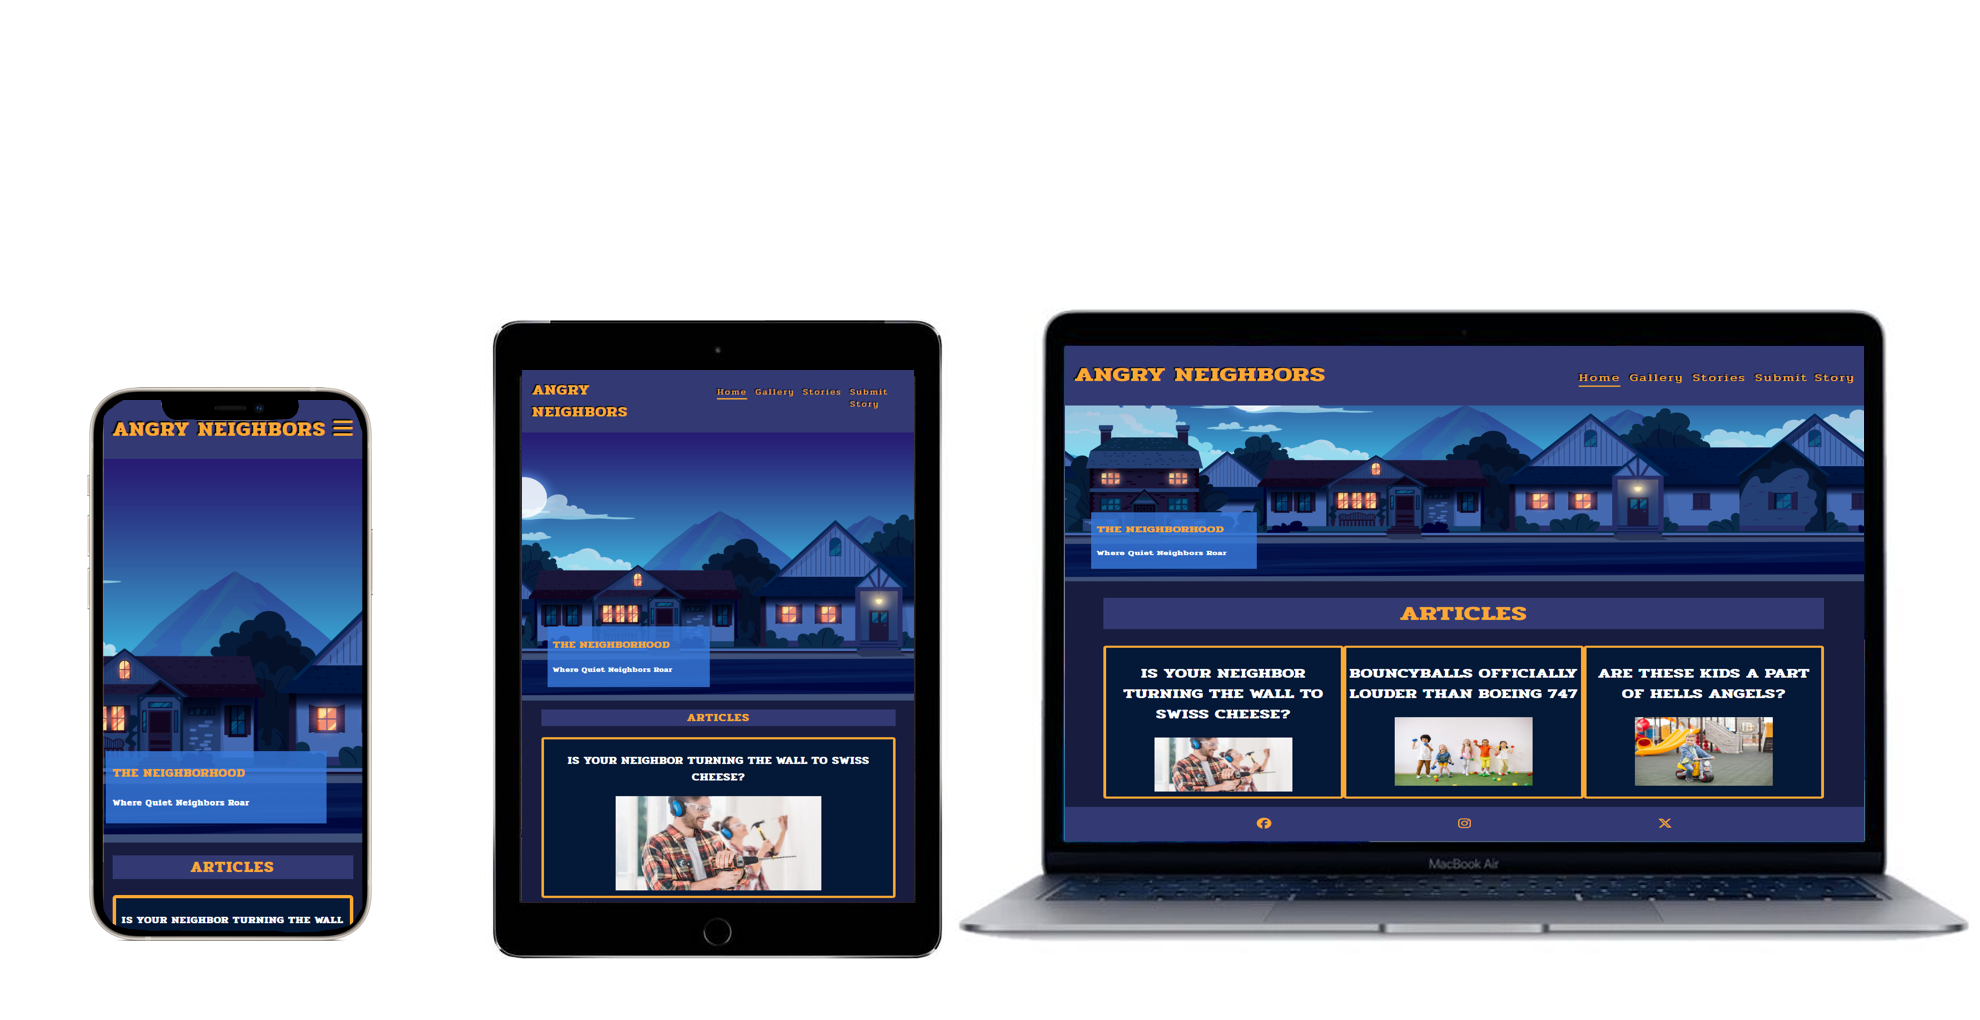 ANGRY NEIGHBORS
THE NEIGHBORHOOD
Where Quiet Neighbors Roar
ARTICLES
IS YOUR NEIGHBOR TURNING THE WALL
ANGRY
NEIGHBORS
Home Gallery Stories Submit
Story
THE NEIGHBORHOOD
Where Quiet Neighbors Roar
ARTICLES
IS YOUR NEIGHBOR TURNING THE WALL TO SWISS
CHEESE?
ANGRY NEIGHBORS
Home Gallery Stories Submit Story
THE NEIGHBORHOOD
Where Quiet Neighbors Roar
ARTICLES
IS YOUR NEIGHBOR
TURNING THE WALL TO
SWISS CHEESE?
BOUNCYBALLS OFFICIALLY
LOUDER THAN BOEING 747
ARE THESE KIDS A PART
OF HELLS ANGELS?
MacBook Air